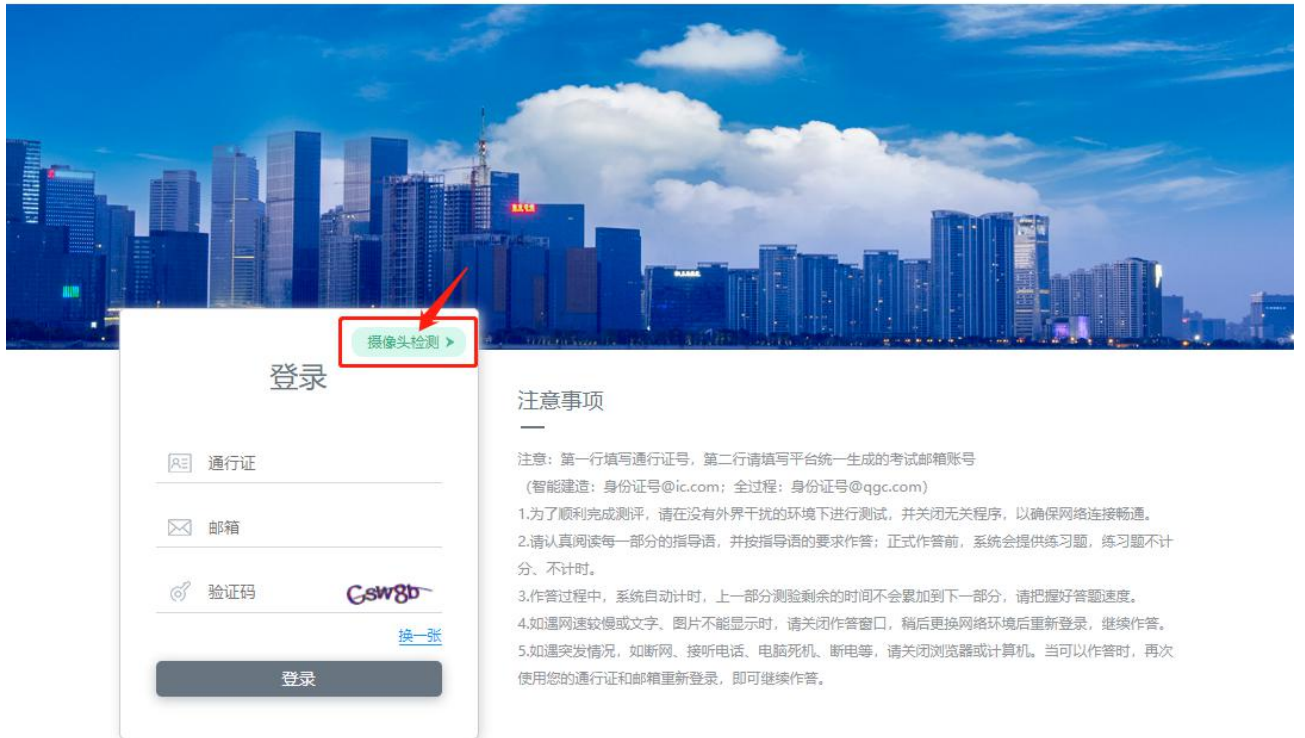 摄像头检测
登录
通行证
邮箱
验证码
Gsw8b
换一张
登录
注意事项
注意：第一行填写通行证号，第二行请填写平台统一生成的考试邮箱账号
（智能建造：身份证号@ic.com；全过程：身份证号@qgc.com）
1.为了顺利完成测评，请在没有外界干扰的环境下进行测试，并关闭无关程序，以确保网络连接畅通。
2.请认真阅读每一部分的指导语，并按指导语的要求作答；正式作答前，系统会提供练习题，练习题不计
分、不计时。
3.作答过程中，系统自动计时，上一部分测验剩余的时间不会累加到下一部分，请把握好答题速度。
4.如遇网速较慢或文字、图片不能显示时，请关闭作答窗口，稍后更换网络环境后重新登录，继续作答。
5.如遇突发情况，如断网、接听电话、电脑死机、断电等，请关闭浏览器或计算机。当可以作答时，再次
使用您的通行证和邮箱重新登录，即可继续作答。